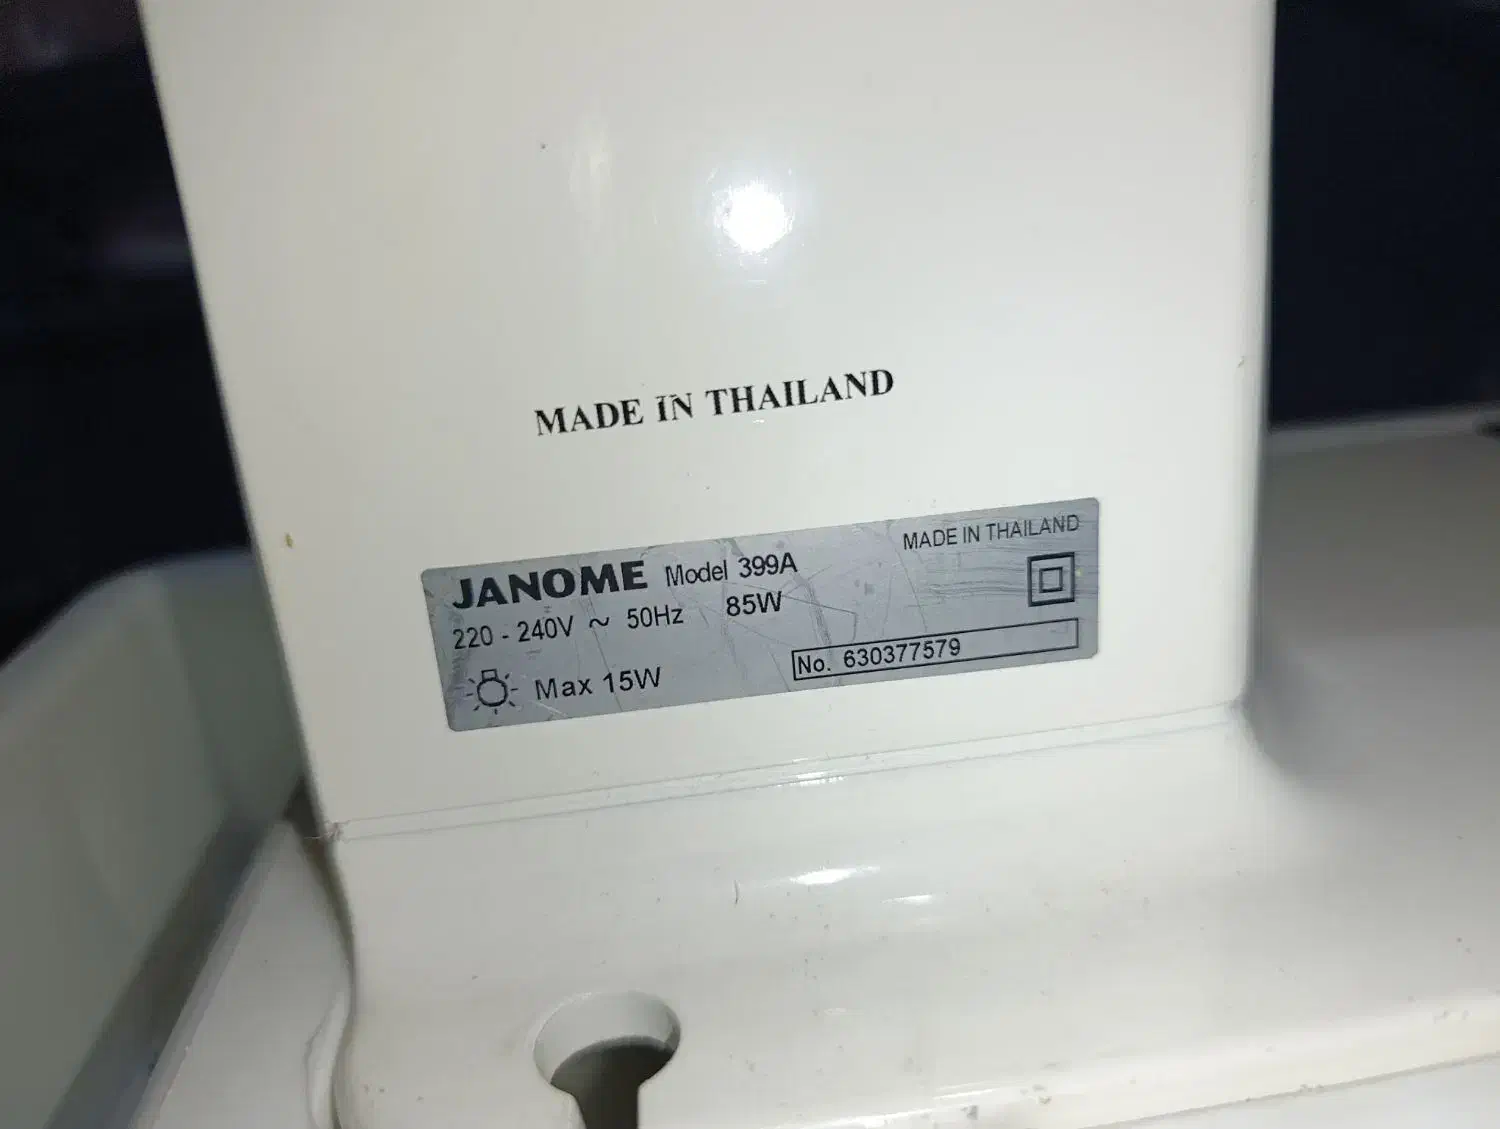 MADE IN THAILAND
JANOME Model 399A
MADE IN THAILAND
220 - 240V ~ 50Hz 85W
Max 15W
No. 630377579